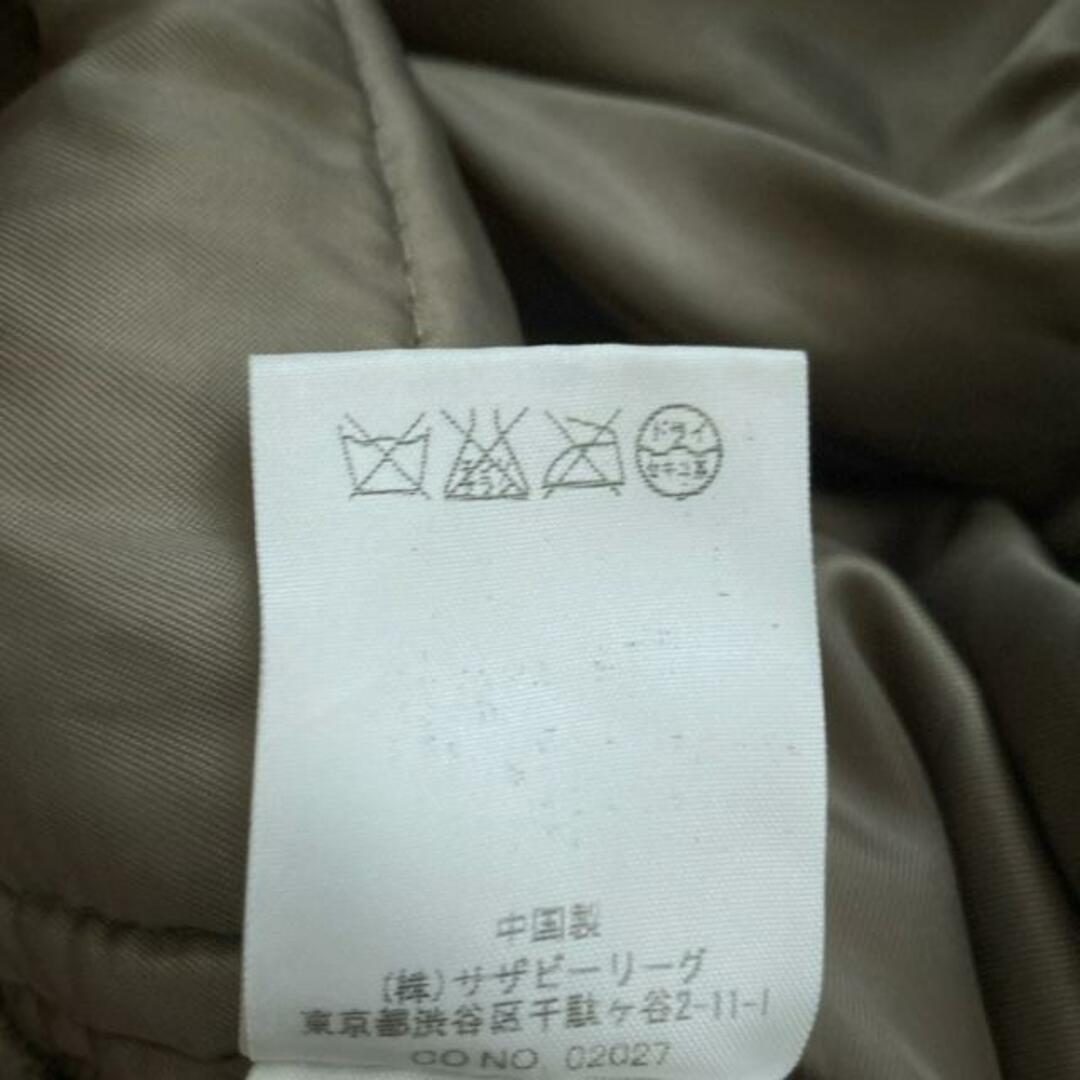 ドライ
セキユ系
中国製
(株)サザビーリーグ
東京都渋谷区千駄ケ谷2-11-1
CO NO 02027